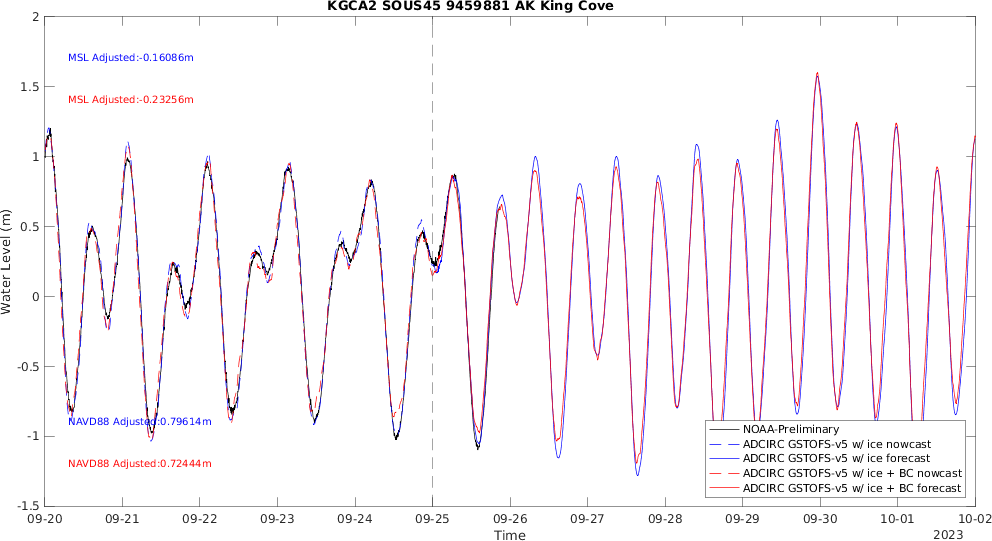 KGCA2 SOUS45 9459881 AK King Cove
2
1.5
1
0.5
0
-0.5
-1
-1.5
Water Level (m)
MSL Adjusted:-0.16086m
MSL Adjusted:-0.23256m
NAVD88 Adjusted:0.79614m
NAVD88 Adjusted:0.72444m
NOAA-Preliminary
ADCIRC GSTOFS-v5 w/ ice nowcast
ADCIRC GSTOFS-v5 w/ ice forecast
ADCIRC GSTOFS-v5 w/ ice + BC nowcast
ADCIRC GSTOFS-v5 w/ ice + BC forecast
09-20 09-21 09-22 09-23 09-24 09-25 09-26 09-27 09-28 09-29 09-30 10-01 10-02
Time
2023